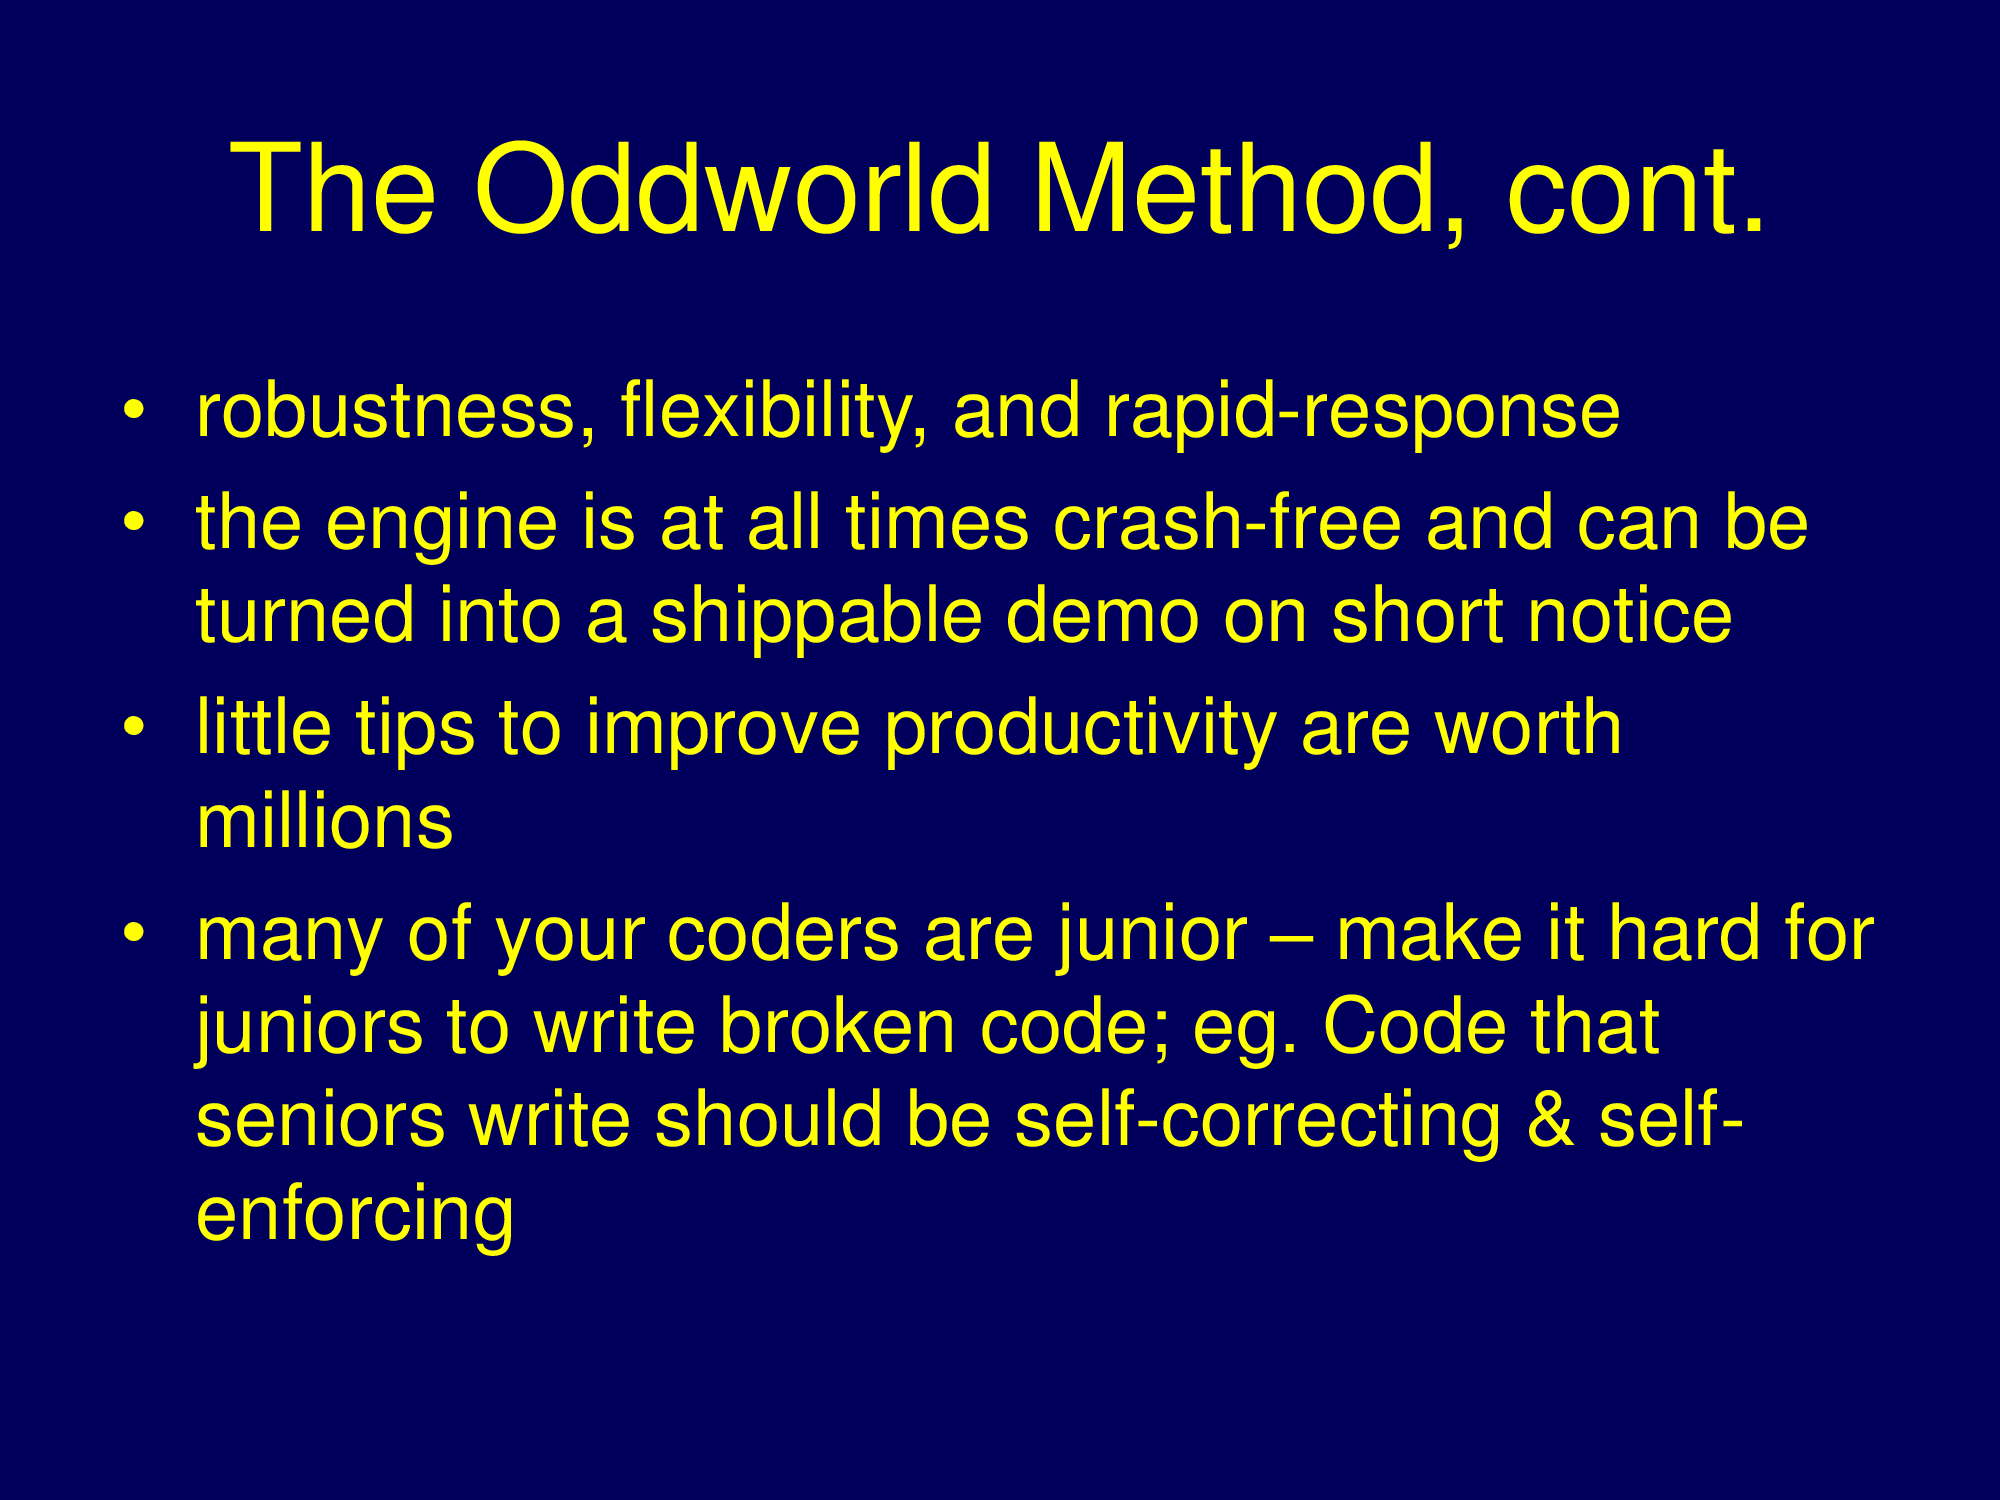 The Oddworld Method, cont.
• robustness, flexibility, and rapid-response
• the engine is at all times crash-free and can be
turned into a shippable demo on short notice
• little tips to improve productivity are worth
millions
• many of your coders are junior – make it hard for
juniors to write broken code; eg. Code that
seniors write should be self-correcting & self-
enforcing